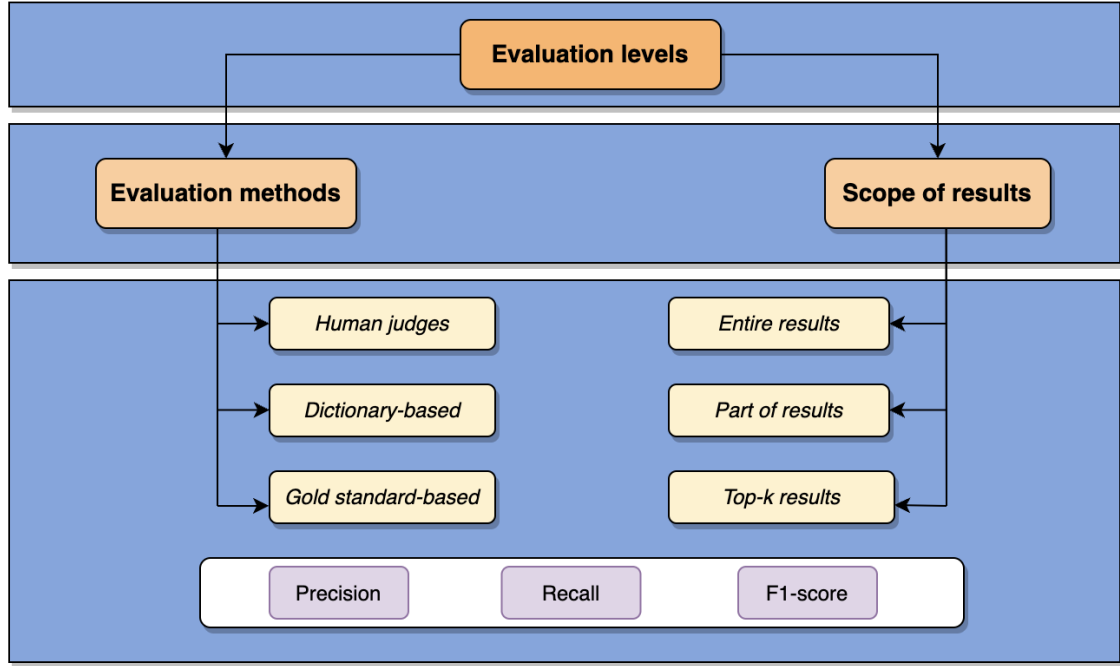 Evaluation levels
Evaluation methods
Scope of results
Human judges
Entire results
Dictionary-based
Part of results
Gold standard-based
Top-k results
Precision
Recall
F1-score